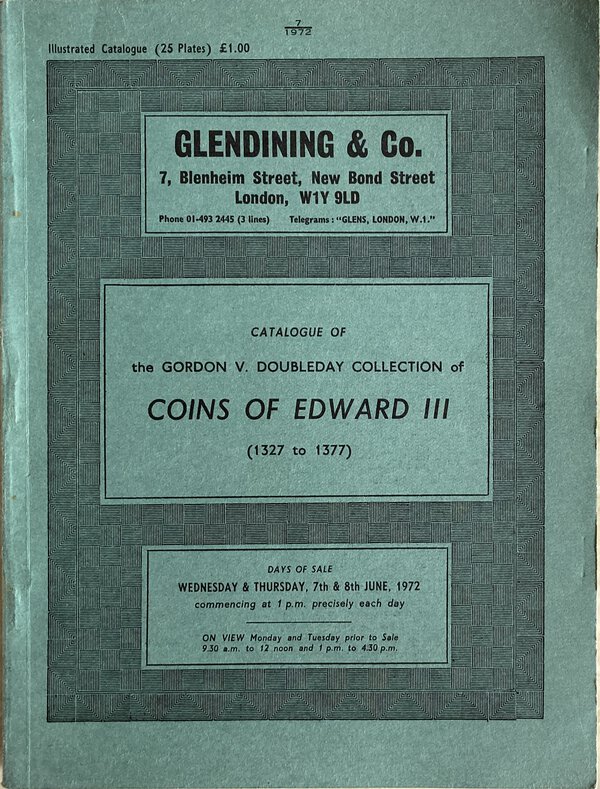 7
1972
Illustrated Catalogue (25 Plates) £1.00
GLENDINING & Co.
7, Blenheim Street, New Bond Street
London, W1Y 9LD
Phone 01-493 2445 (3 lines) Telegrams: "GLENS, LONDON, W.1."
CATALOGUE OF
the GORDON V. DOUBLEDAY COLLECTION of
COINS OF EDWARD III
(1327 to 1377)
DAYS OF SALE
WEDNESDAY & THURSDAY, 7th & 8th JUNE, 1972
commencing at 1 p.m. precisely each day
ON VIEW Monday and Tuesday prior to Sale
9.30 a.m. to 12 noon and 1 p.m. to 4.30 p.m.